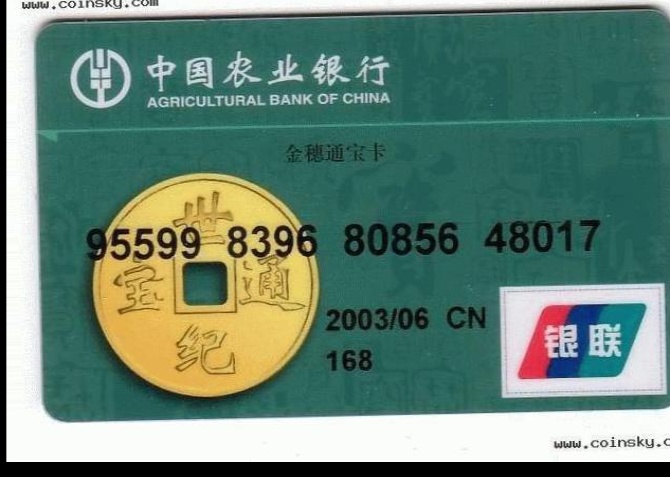 www.coinsky.com
中国农业银行
AGRICULTURAL BANK OF CHINA
金穗通宝卡
世
95599 8396 80856 48017
宝 通
纪
2003/06 CN
168
银联
www.coinsky.c